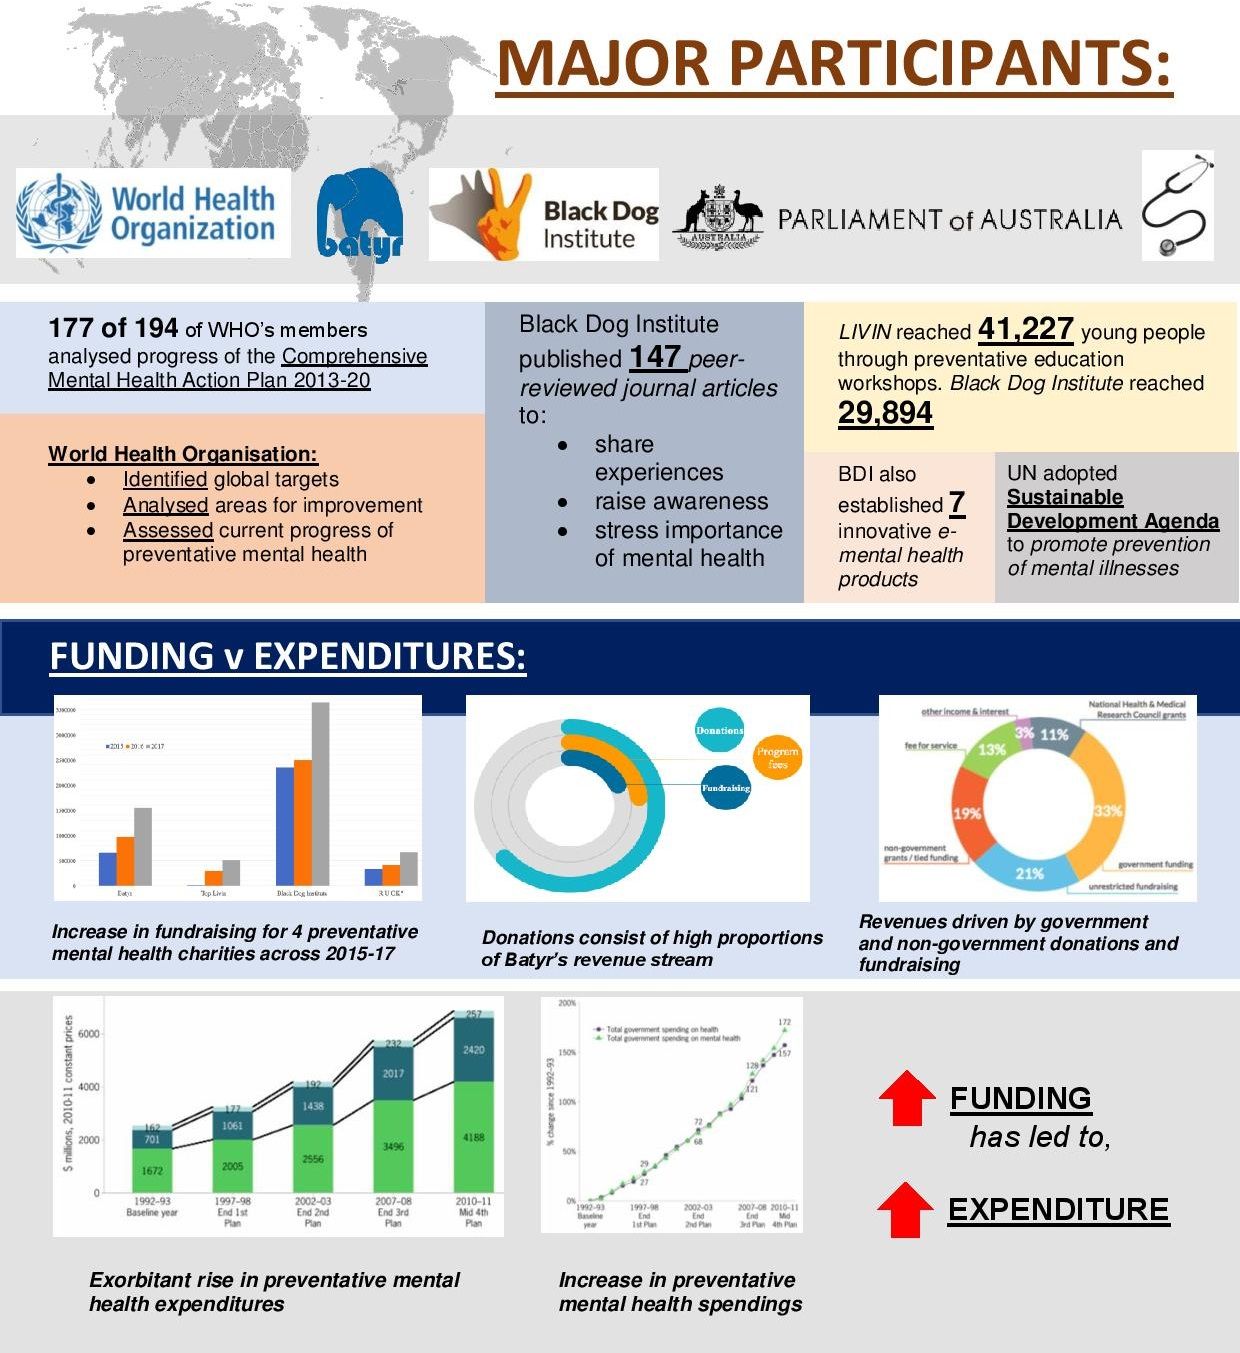 MAJOR PARTICIPANTS:
World Health
Organization
batyr
Black Dog
Institute
AUSTRALIA
PARLIAMENT of AUSTRALIA
177 of 194 of WHO's members
analysed progress of the Comprehensive
Mental Health Action Plan 2013-20
World Health Organisation:
● Identified global targets
● Analysed areas for improvement
● Assessed current progress of
preventative mental health
Black Dog Institute
published 147 peer-
reviewed journal articles
to:
● share
experiences
● raise awareness
● stress importance
of mental health
LIVIN reached 41,227 young people
through preventative education
workshops. Black Dog Institute reached
29,894
BDI also
established 7
innovative e-
mental health
products
UN adopted
Sustainable
Development Agenda
to promote prevention
of mental illnesses
FUNDING v EXPENDITURES:
3500000
3000000
2500000
2000000
1500000
1000000
500000
0
2015 2016 2017
Batyr
Black Dog Institute
Increase in fundraising for 4 preventative
mental health charities across 2015-17
Donations
Program
fees
Fundraising
Donations consist of high proportions
of Batyr's revenue stream
other income & interest
National Health & Medical
Research Council grants
fee for service
3%
11%
13%
33%
19%
21%
non-government
grants / tied funding
government funding
unrestricted fundraising
Revenues driven by government
and non-government donations and
fundraising
$ millions, 2010-11 constant prices
6000
4000
2000
0
162
701
1672
177
1061
2005
192
1438
2556
232
2017
3496
257
2420
4188
1992–93
Baseline year
1997–98
End 1st
Plan
2002–03
End 2nd
Plan
2007–08
End 3rd
Plan
2010–11
Mid 4th
Plan
Exorbitant rise in preventative mental
health expenditures
% change since 1992–93
200%
150%
100%
50%
0%
Total government spending on health
Total government spending on mental health
29
27
72
68
128
121
172
157
1992–93
Baseline
year
1997–98
End
1st Plan
2002–03
End
2nd Plan
2007–08
End
3rd Plan
2010–11
Mid
4th Plan
Increase in preventative
mental health spendings
FUNDING
has led to,
EXPENDITURE